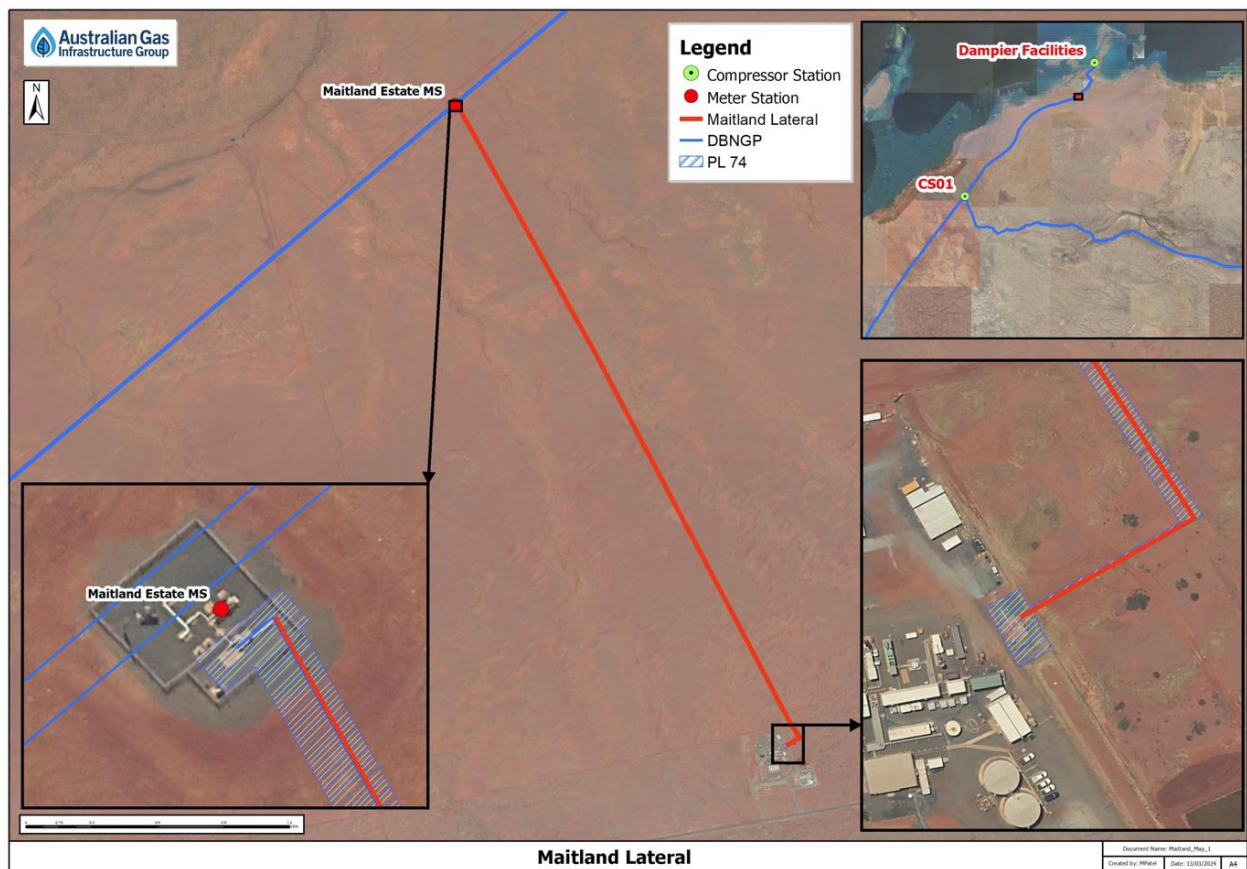 Australian Gas
Infrastructure Group
N
Maitland Estate MS
Legend
Compressor Station
Meter Station
Maitland Lateral
DBNGP
PL 74
Dampier Facilities
CS01
Maitland Estate MS
Maitland Lateral
Document Name: Maitland_Map_1
Created by: MPatel
Date: 13/03/2024
A4